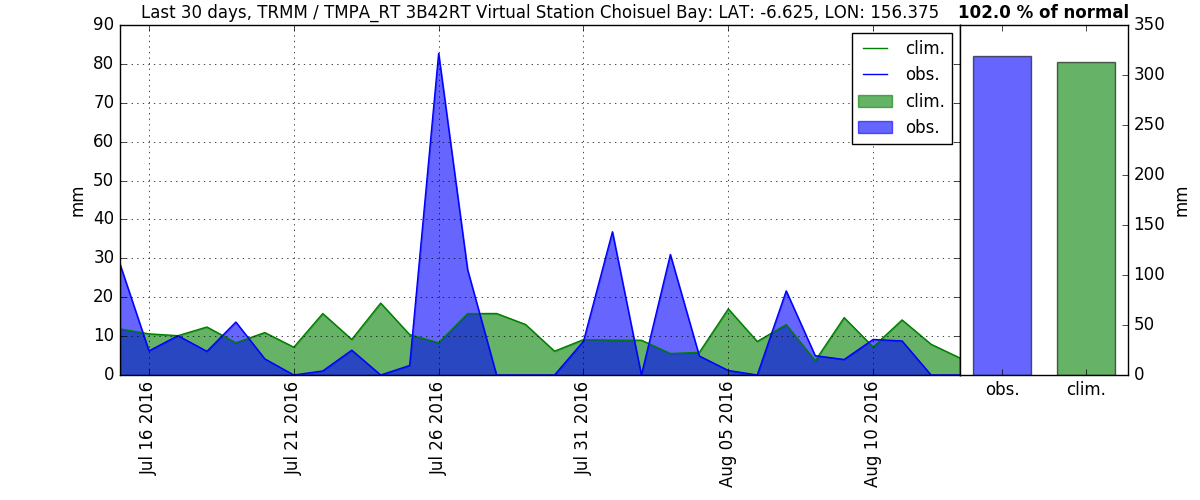 Last 30 days, TRMM / TMPA_RT 3B42RT Virtual Station Choisuel Bay: LAT: -6.625, LON: 156.375
102.0 % of normal
90
80
70
60
50
40
30
20
10
0
mm
clim.
obs.
clim.
obs.
Jul 16 2016
Jul 21 2016
Jul 26 2016
Jul 31 2016
Aug 05 2016
Aug 10 2016
350
300
250
200
150
100
50
0
mm
obs.
clim.